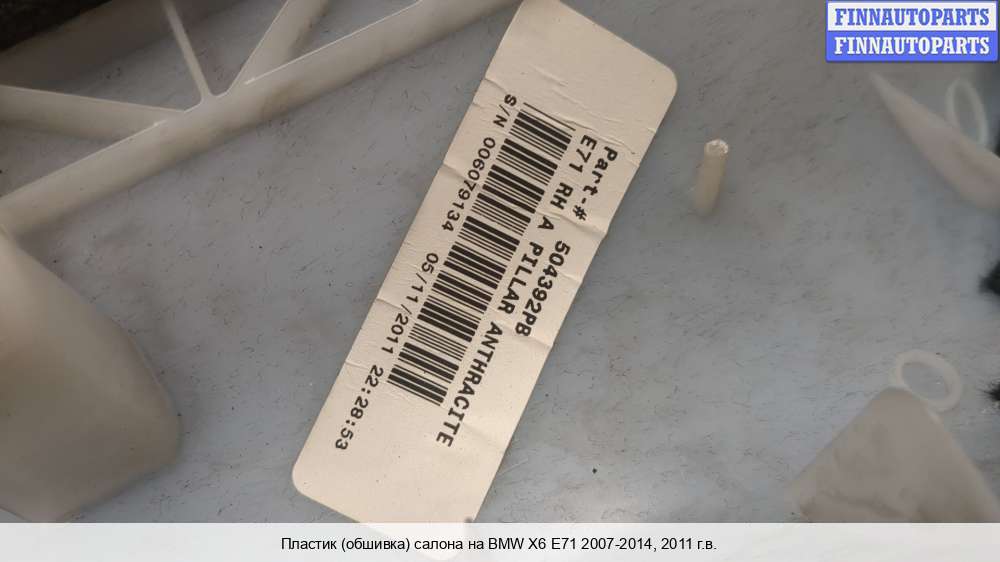 FINNAUTOPARTS
FINNAUTOPARTS
Part-# 504392PB
E71 RH A PILLAR ANTHRACITE
S/N 006079134 05/11/2011 22:28:53
Пластик (обшивка) салона на BMW X6 E71 2007-2014, 2011 г.в.